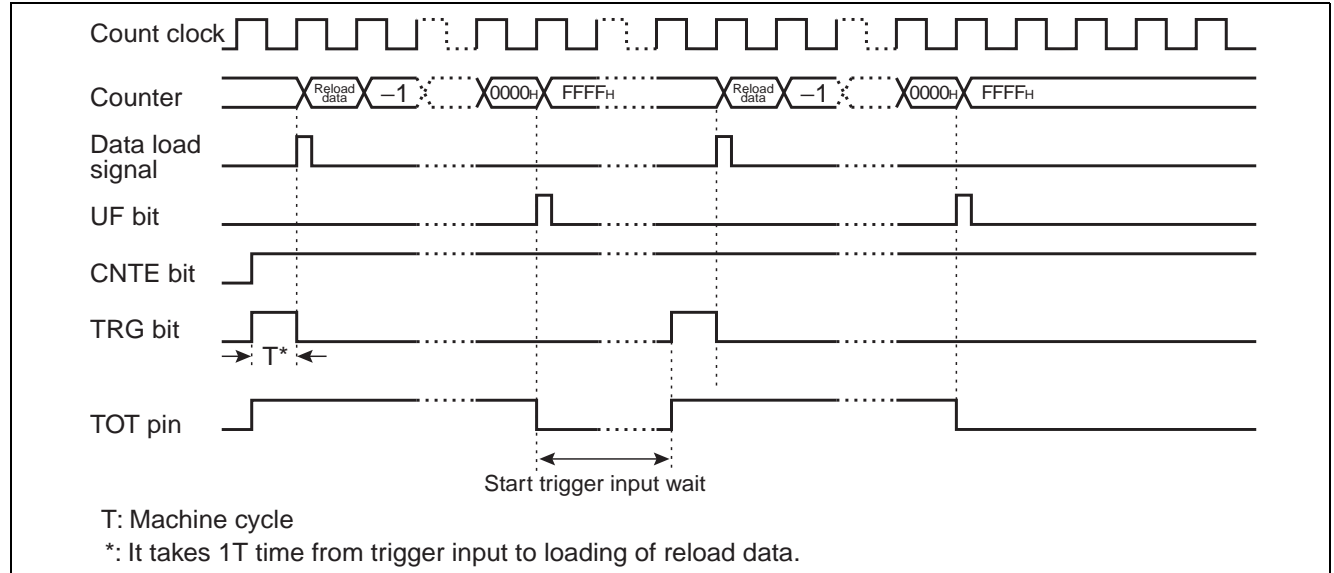 Count clock
Counter
Reload data
–1
0000H
FFFFH
Reload data
–1
0000H
FFFFH
Data load signal
UF bit
CNTE bit
TRG bit
T*
TOT pin
Start trigger input wait
T: Machine cycle
*: It takes 1T time from trigger input to loading of reload data.